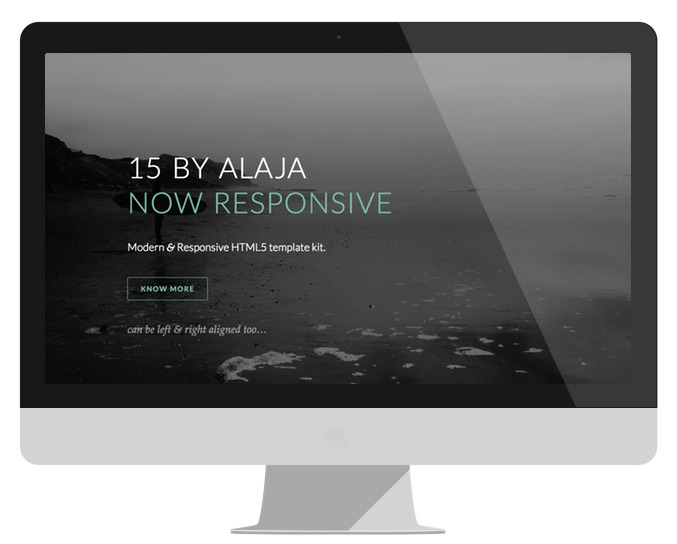 15 BY ALAJA
NOW RESPONSIVE
Modern & Responsive HTML5 template kit.
KNOW MORE
can be left & right aligned too...